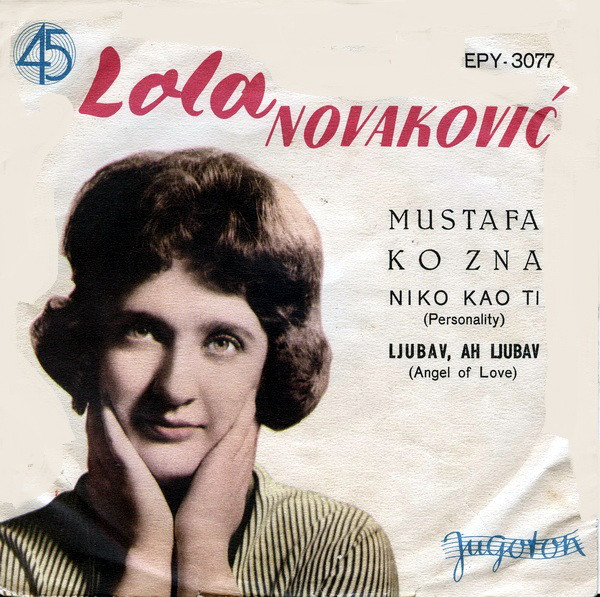 45
EPY-3077
Lola
NOVAKOVIĆ
MUSTAFA
KO ZNA
NIKO KAO TI
(Personality)
LJUBAV, AH LJUBAV
(Angel of Love)
Jugoton